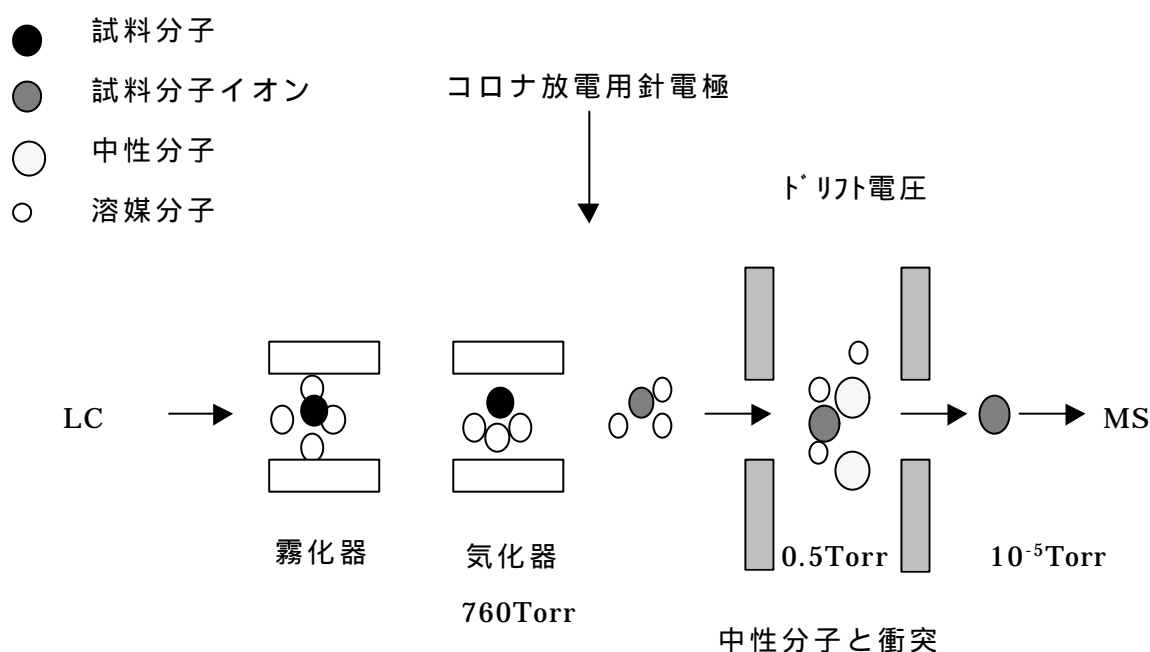 試料分子
試料分子イオン
中性分子
溶媒分子
コロナ放電用針電極
ﾄﾞﾘﾌﾄ電圧
LC
MS
霧化器
気化器
0.5Torr
10⁻⁵Torr
760Torr
中性分子と衝突